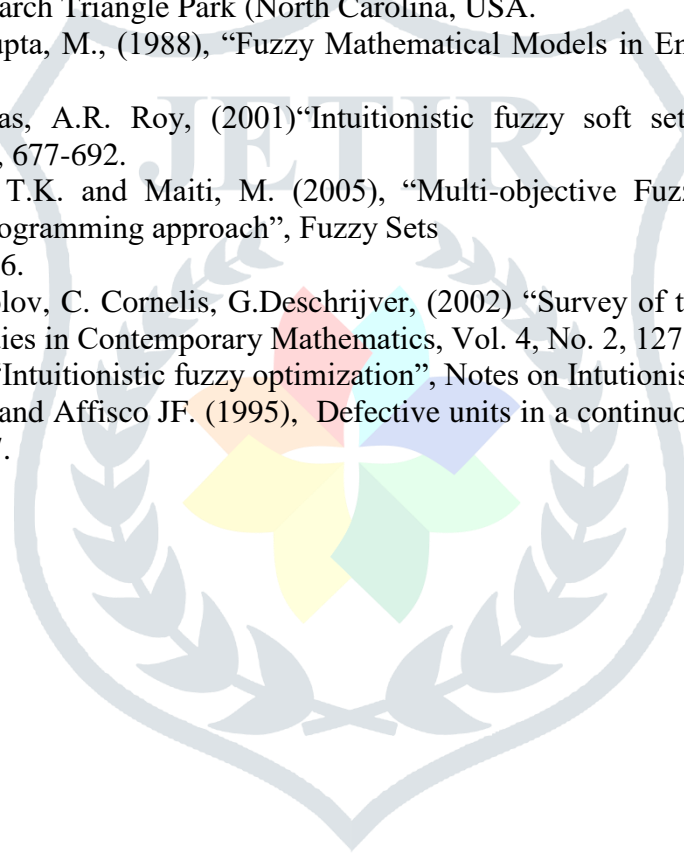 arch Triangle Park (North Carolina, USA.
upta, M., (1988), “Fuzzy Mathematical Models in En
as, A.R. Roy, (2001)“Intuitionistic fuzzy soft set
, 677-692.
JETIR
T.K. and Maiti, M. (2005), “Multi-objective Fuzz
ogramming approach”, Fuzzy Sets
6.
lov, C. Cornelis, G.Deschrijver, (2002) “Survey of t
ies in Contemporary Mathematics, Vol. 4, No. 2, 127
“Intuitionistic fuzzy optimization”, Notes on Intutionis
and Affisco JF. (1995),  Defective units in a continuo